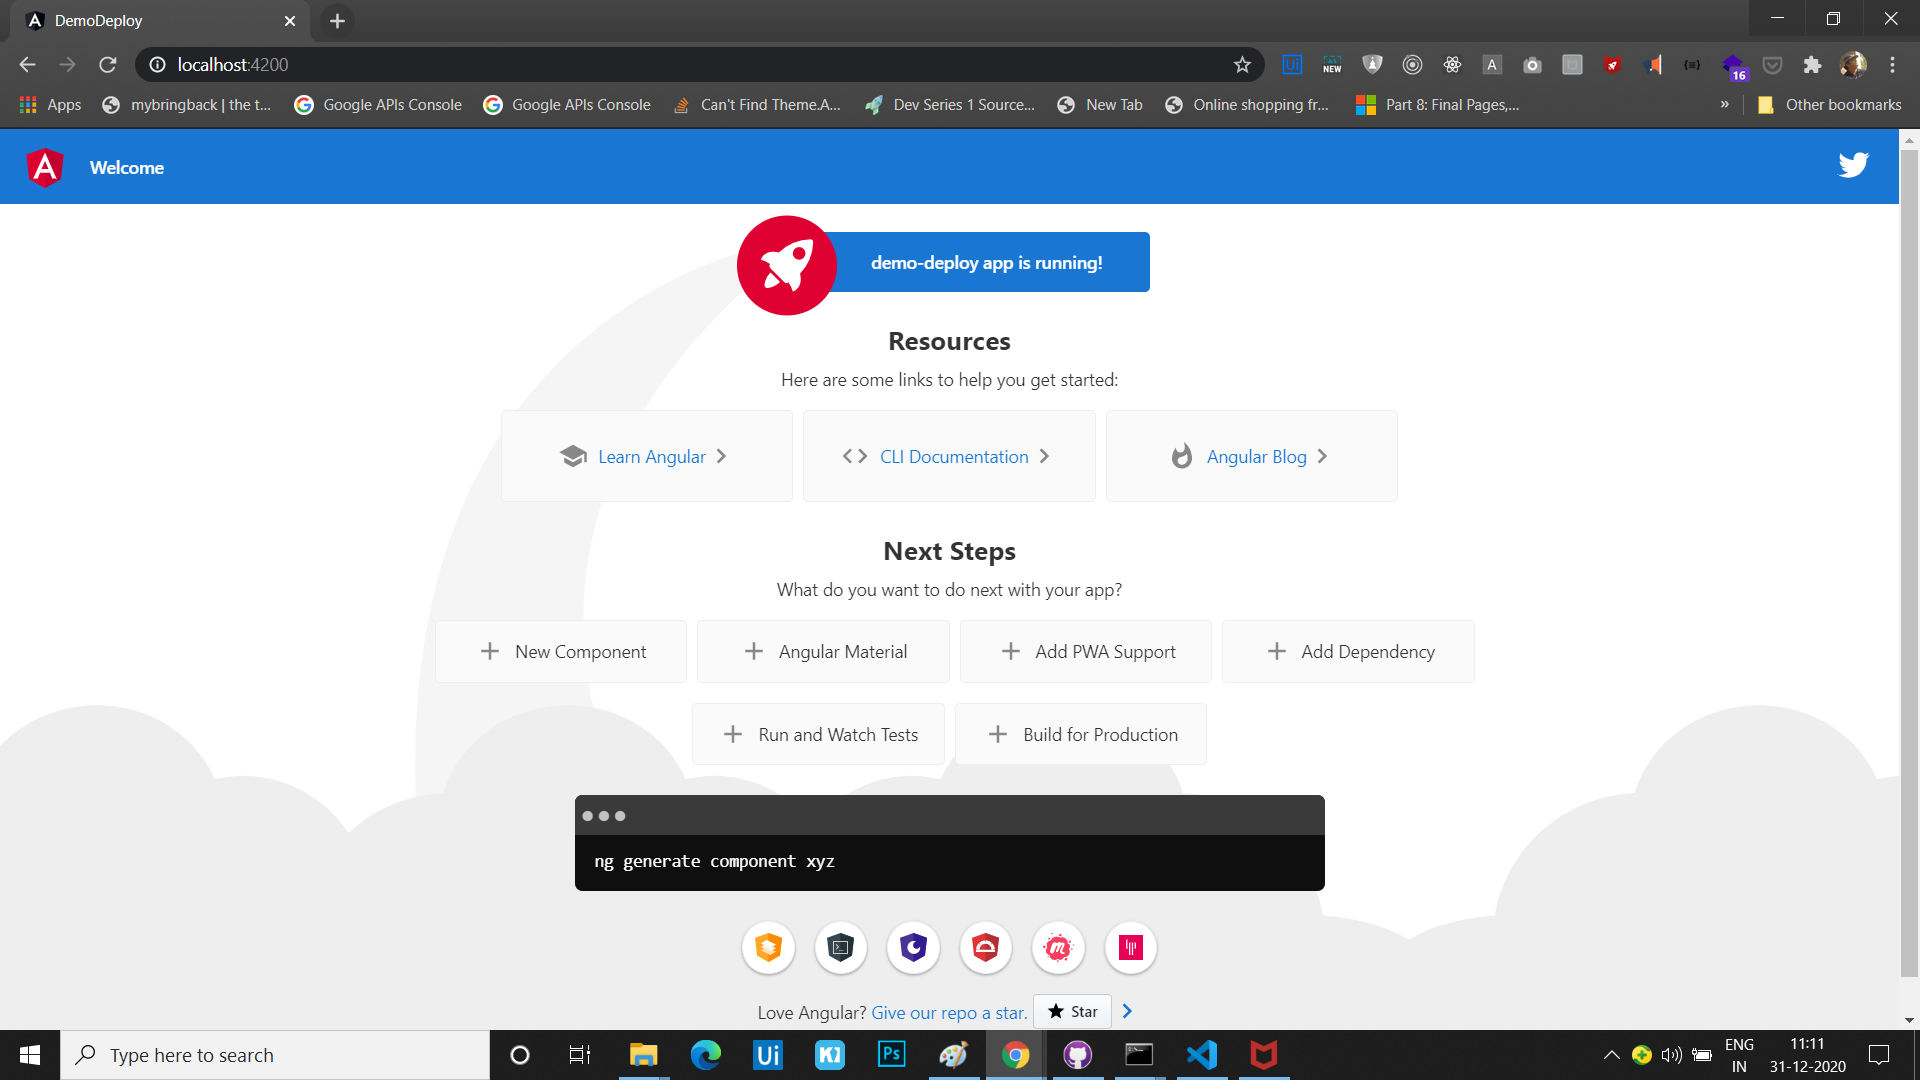 DemoDeploy
localhost:4200
Ui
NEW
A
16
Apps
mybringback | the t...
Google APIs Console
Google APIs Console
Can't Find Theme.A...
Dev Series 1 Source...
New Tab
Online shopping fr...
Part 8: Final Pages,...
»
Other bookmarks
Welcome
demo-deploy app is running!
Resources
Here are some links to help you get started:
Learn Angular
CLI Documentation
Angular Blog
Next Steps
What do you want to do next with your app?
New Component
Angular Material
Add PWA Support
Add Dependency
Run and Watch Tests
Build for Production
ng generate component xyz
Love Angular? Give our repo a star. Star
Type here to search
Ui
K
Ps
ENG
IN
11:11
31-12-2020